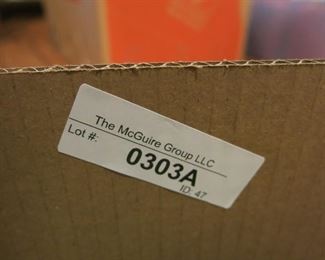 The McGuire Group LLC
Lot #:
0303A
ID: 47